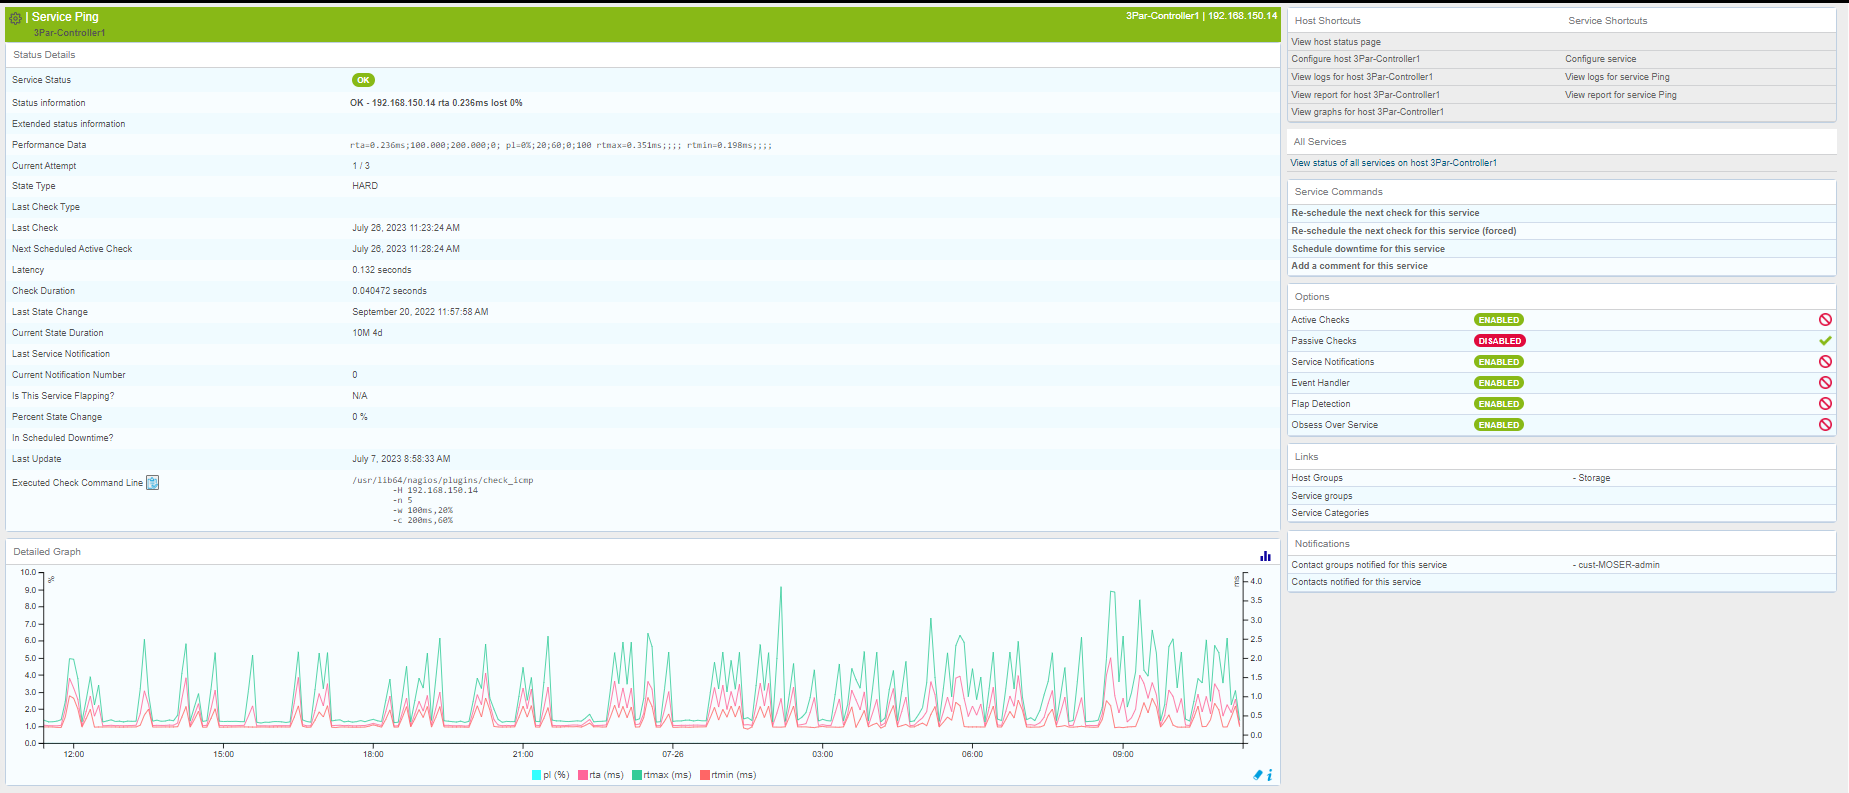 | Service Ping
3Par-Controller1 | 192.168.150.14
3Par-Controller1
Status Details
Service Status OK
Status information OK - 192.168.150.14 rta 0.236ms lost 0%
Extended status information
Performance Data rta=0.236ms;100.000;200.000;0; pl=0%;20;60;0;100 rtmax=0.351ms;;;; rtmin=0.198ms;;;;
Current Attempt 1 / 3
State Type HARD
Last Check Type
Last Check July 26, 2023 11:23:24 AM
Next Scheduled Active Check July 26, 2023 11:28:24 AM
Latency 0.132 seconds
Check Duration 0.040472 seconds
Last State Change September 20, 2022 11:57:58 AM
Current State Duration 10M 4d
Last Service Notification
Current Notification Number 0
Is This Service Flapping? N/A
Percent State Change 0 %
In Scheduled Downtime?
Last Update July 7, 2023 8:58:33 AM
Executed Check Command Line /usr/lib64/nagios/plugins/check_icmp
-H 192.168.150.14
-n 5
-w 100ms,20%
-c 200ms,60%
Detailed Graph
10.0
9.0
8.0
7.0
6.0
5.0
4.0
3.0
2.0
1.0
0.0
%
ms
4.0
3.5
3.0
2.5
2.0
1.5
1.0
0.5
0.0
12:00 15:00 18:00 21:00 07-26 03:00 06:00 09:00
pl (%) rta (ms) rtmax (ms) rtmin (ms)
Host Shortcuts Service Shortcuts
View host status page
Configure host 3Par-Controller1 Configure service
View logs for host 3Par-Controller1 View logs for service Ping
View report for host 3Par-Controller1 View report for service Ping
View graphs for host 3Par-Controller1
All Services
View status of all services on host 3Par-Controller1
Service Commands
Re-schedule the next check for this service
Re-schedule the next check for this service (forced)
Schedule downtime for this service
Add a comment for this service
Options
Active Checks ENABLED
Passive Checks DISABLED
Service Notifications ENABLED
Event Handler ENABLED
Flap Detection ENABLED
Obsess Over Service ENABLED
Links
Host Groups - Storage
Service groups
Service Categories
Notifications
Contact groups notified for this service - cust-MOSER-admin
Contacts notified for this service